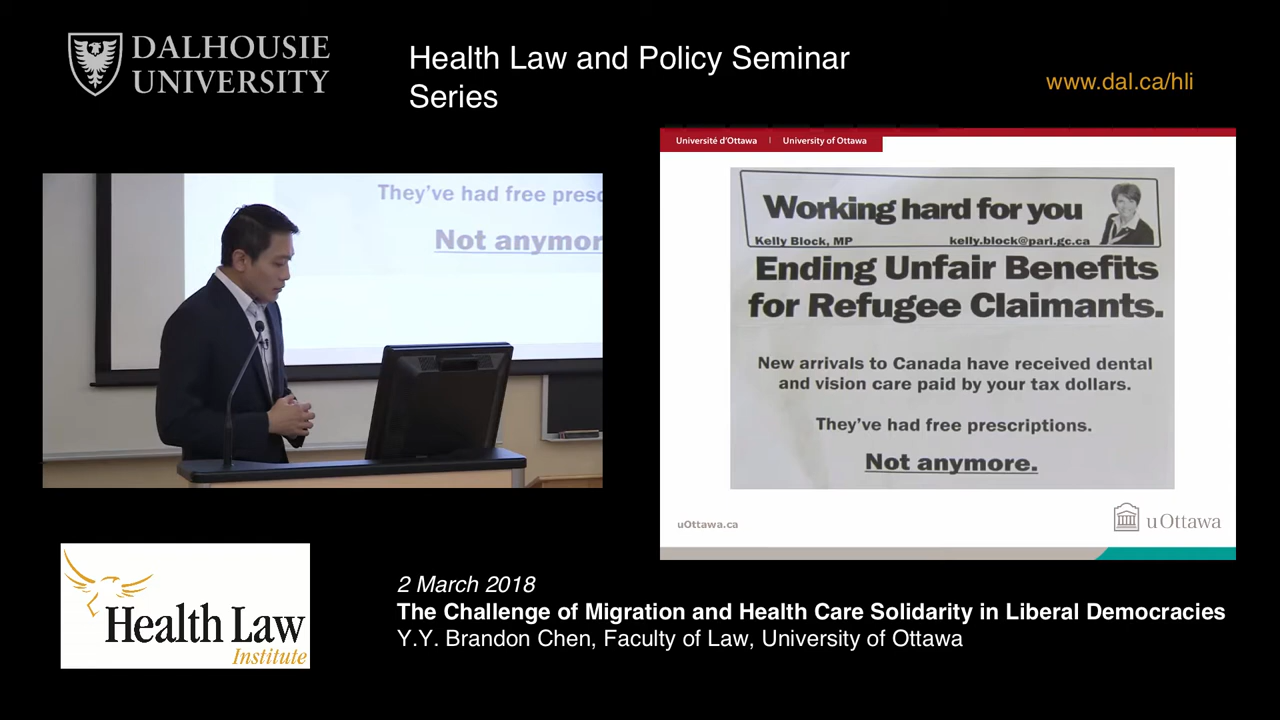 DALHOUSIE
UNIVERSITY
Health Law and Policy Seminar
Series
www.dal.ca/hli
They've had free presc
Not anymor
Université d'Ottawa | University of Ottawa
Working hard for you
Kelly Block, MP kelly.block@parl.gc.ca
Ending Unfair Benefits
for Refugee Claimants.
New arrivals to Canada have received dental
and vision care paid by your tax dollars.
They've had free prescriptions.
Not anymore.
uOttawa.ca
uOttawa
Health Law
Institute
2 March 2018
The Challenge of Migration and Health Care Solidarity in Liberal Democracies
Y.Y. Brandon Chen, Faculty of Law, University of Ottawa